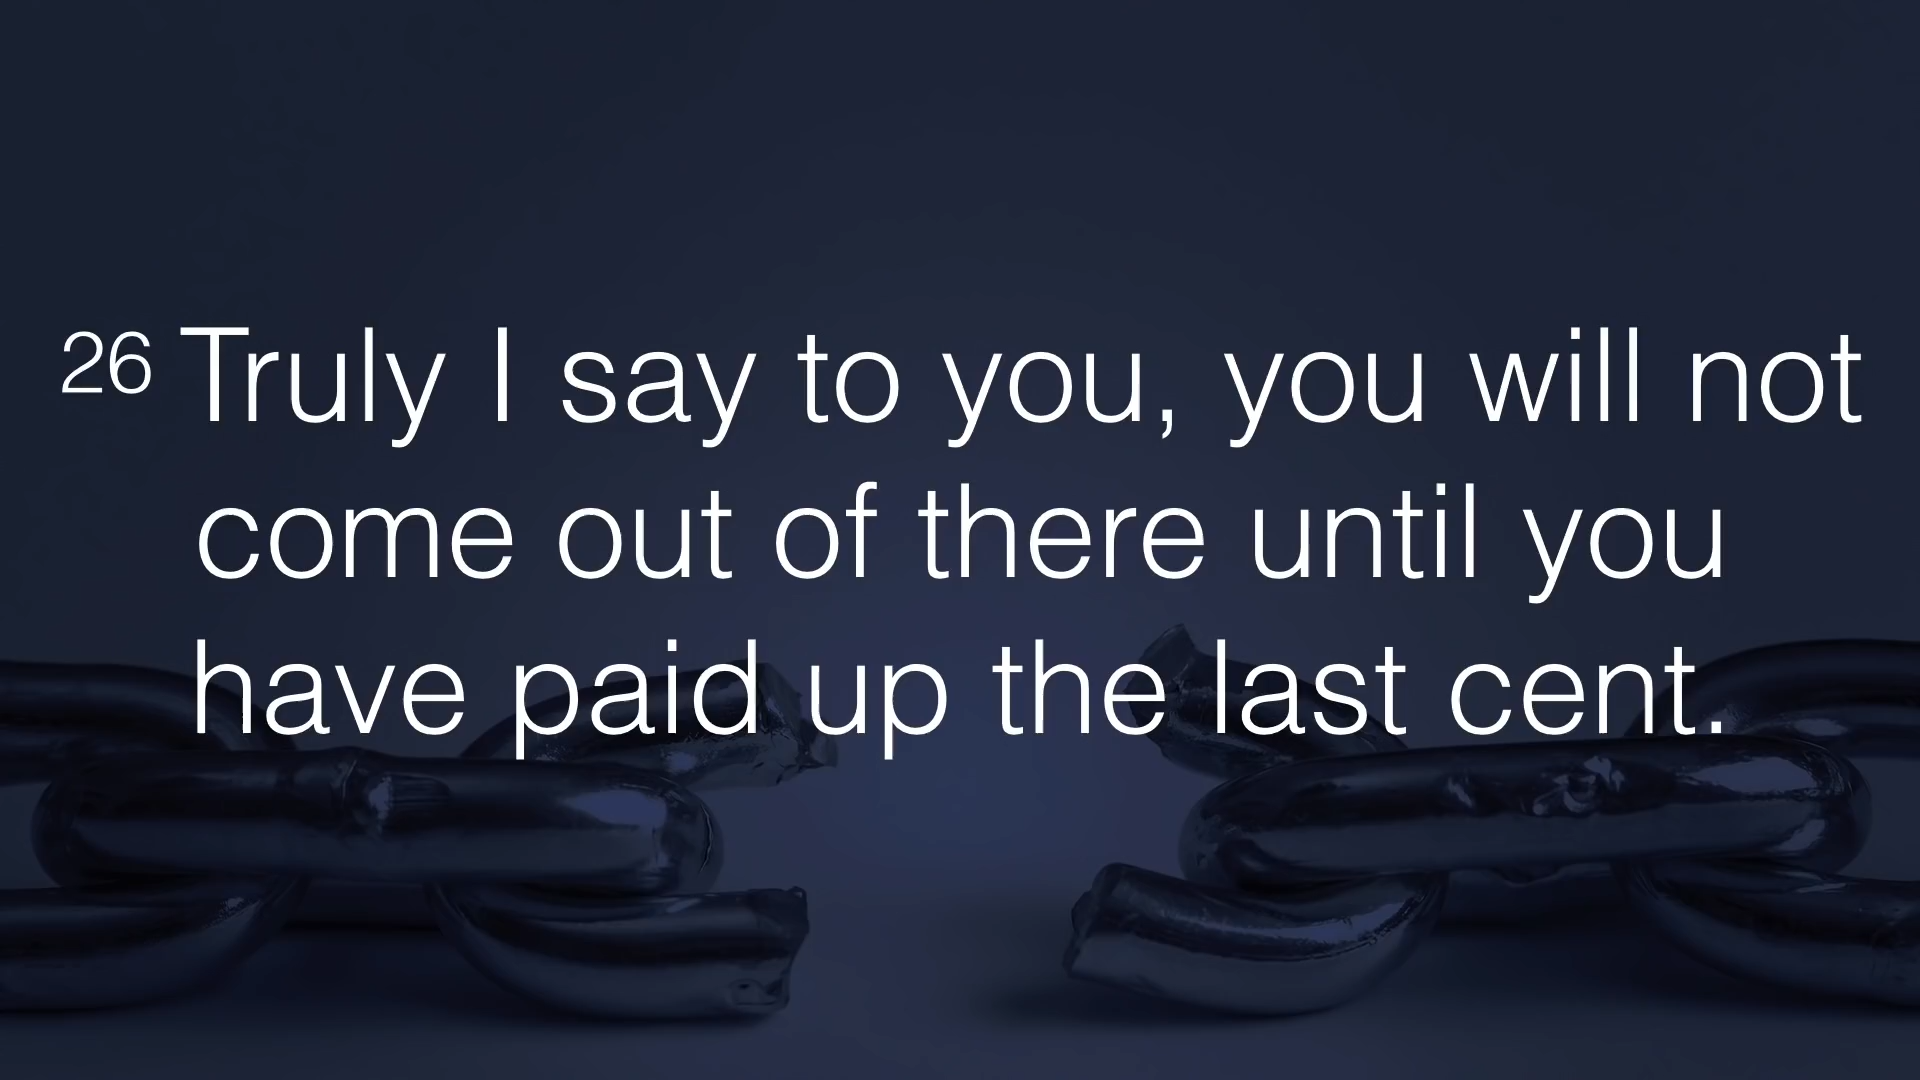 26 Truly I say to you, you will not
come out of there until you
have paid up the last cent.